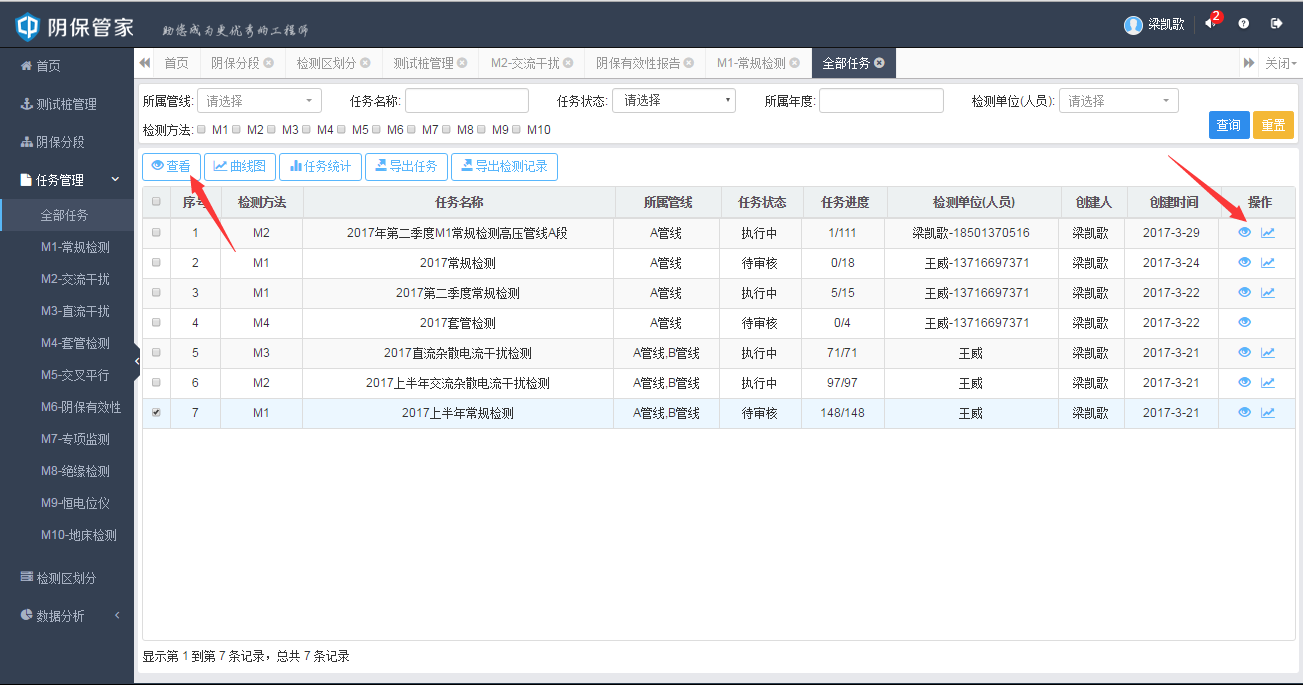 阴保管家 助您成为更优秀的工程师 梁凯歌 2
首页 阴保分段 检测区划分 测试桩管理 M2-交流干扰 阴保有效性报告 M1-常规检测 全部任务 关闭
首页
测试桩管理
阴保分段
任务管理
全部任务
M1-常规检测
M2-交流干扰
M3-直流干扰
M4-套管检测
M5-交叉平行
M6-阴保有效性
M7-专项监测
M8-绝缘检测
M9-恒电位仪
M10-地床检测
检测区划分
数据分析
所属管线: 请选择 任务名称: 任务状态: 请选择 所属年度: 检测单位(人员): 请选择
检测方法: M1 M2 M3 M4 M5 M6 M7 M8 M9 M10
查询 重置
查看 曲线图 任务统计 导出任务 导出检测记录
序号 检测方法 任务名称 所属管线 任务状态 任务进度 检测单位(人员) 创建人 创建时间 操作
1 M2 2017年第二季度M1常规检测高压管线A段 A管线 执行中 1/111 梁凯歌-18501370516 梁凯歌 2017-3-29
2 M1 2017常规检测 A管线 待审核 0/18 王威-13716697371 梁凯歌 2017-3-24
3 M1 2017第二季度常规检测 A管线 执行中 5/15 王威-13716697371 梁凯歌 2017-3-22
4 M4 2017套管检测 A管线 待审核 0/4 王威-13716697371 梁凯歌 2017-3-22
5 M3 2017直流杂散电流干扰检测 A管线,B管线 执行中 71/71 王威 梁凯歌 2017-3-21
6 M2 2017上半年交流杂散电流干扰检测 A管线,B管线 执行中 97/97 王威 梁凯歌 2017-3-21
7 M1 2017上半年常规检测 A管线,B管线 待审核 148/148 王威 梁凯歌 2017-3-21
显示第 1 到第 7 条记录，总共 7 条记录